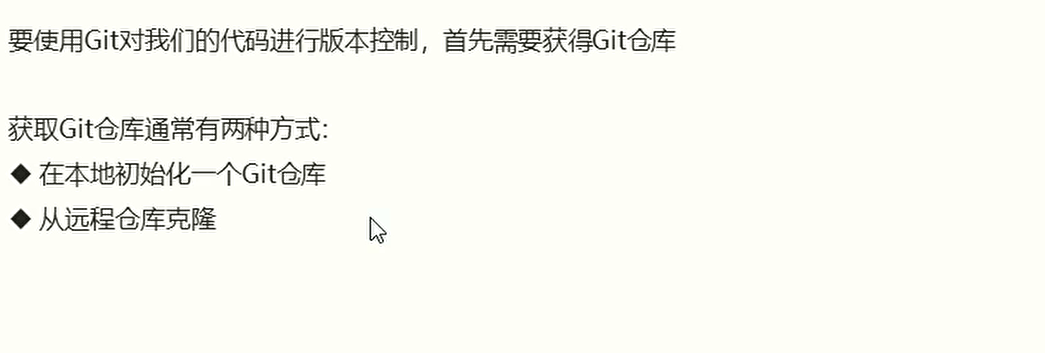 要使用Git对我们的代码进行版本控制，首先需要获得Git仓库
获取Git仓库通常有两种方式：
◆ 在本地初始化一个Git仓库
◆ 从远程仓库克隆